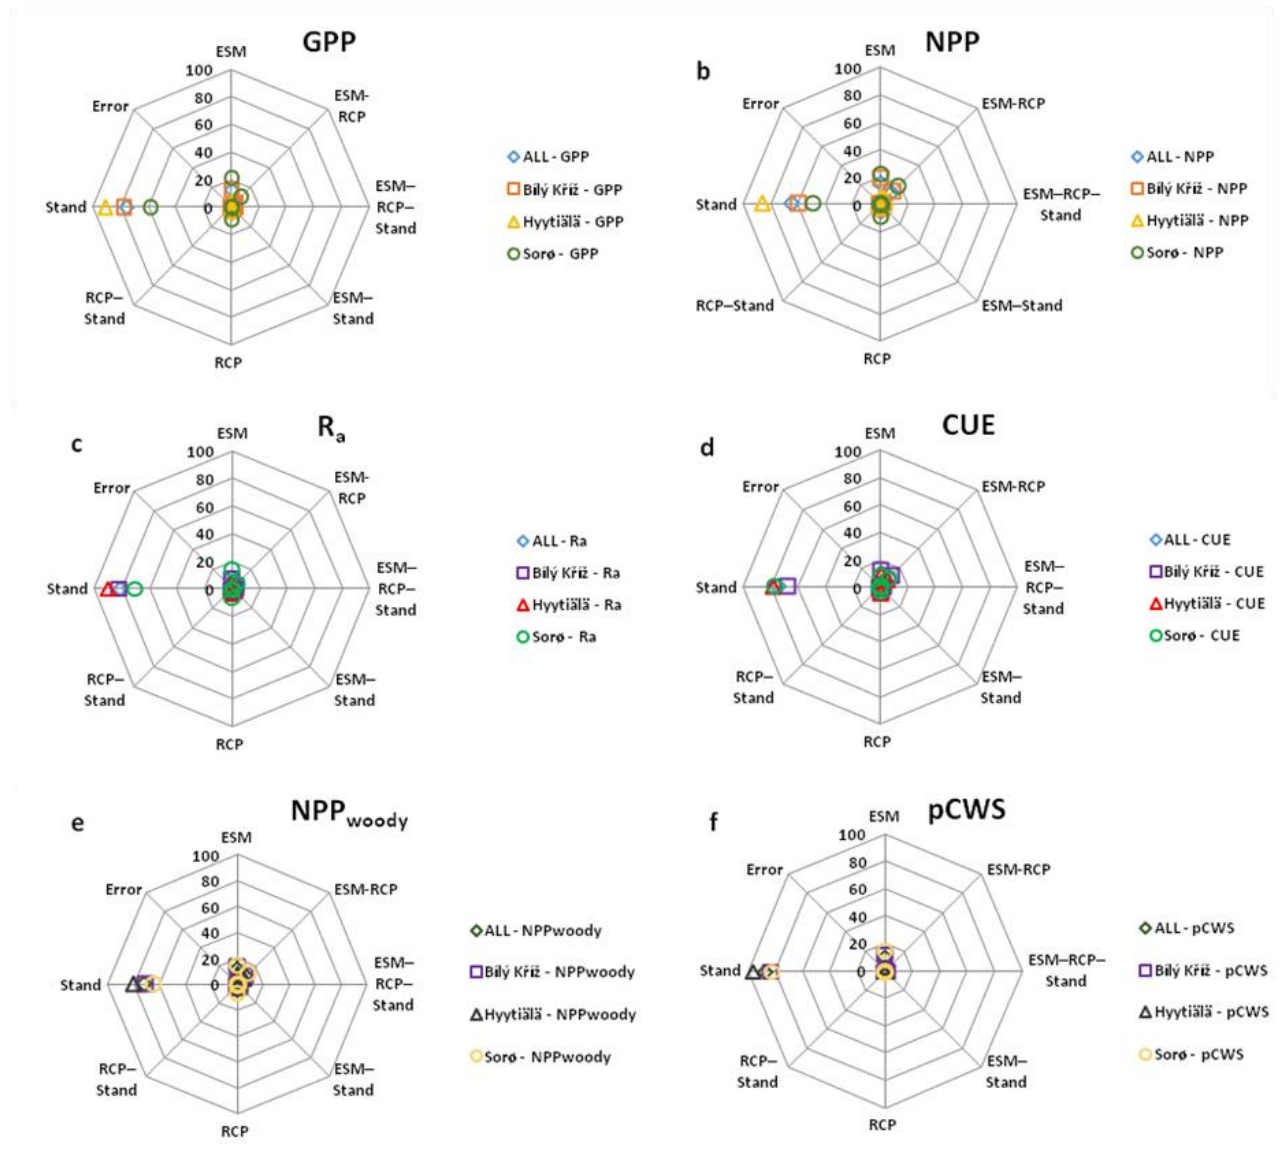 GPP
ESM
100
80
60
40
20
0
Error
ESM-
RCP
Stand
ESM–
RCP–
Stand
RCP–
Stand
ESM–
Stand
RCP
ALL - GPP
Bílý Kříž - GPP
Hyytiälä - GPP
Sorø - GPP
b
NPP
ESM
100
80
60
40
20
0
Error
ESM-RCP
Stand
ESM–RCP–
Stand
RCP–Stand
ESM–Stand
RCP
ALL - NPP
Bílý Kříž - NPP
Hyytiälä - NPP
Sorø - NPP
c
Ra
ESM
100
80
60
40
20
0
Error
ESM-
RCP
Stand
ESM–
RCP–
Stand
RCP–
Stand
ESM–
Stand
RCP
ALL - Ra
Bílý Kříž - Ra
Hyytiälä - Ra
Sorø - Ra
d
CUE
ESM
100
80
60
40
20
0
Error
ESM-RCP
Stand
ESM–
RCP–
Stand
RCP–
Stand
ESM–
Stand
RCP
ALL - CUE
Bílý Kříž - CUE
Hyytiälä - CUE
Sorø - CUE
e
NPPwoody
ESM
100
80
60
40
20
0
Error
ESM-RCP
Stand
ESM–
RCP–
Stand
RCP–
Stand
ESM–
Stand
RCP
ALL - NPPwoody
Bílý Kříž - NPPwoody
Hyytiälä - NPPwoody
Sorø - NPPwoody
f
pCWS
ESM
100
80
60
40
20
0
Error
ESM-RCP
Stand
ESM–RCP–
Stand
RCP–
Stand
ESM–
Stand
RCP
ALL - pCWS
Bílý Kříž - pCWS
Hyytiälä - pCWS
Sorø - pCWS